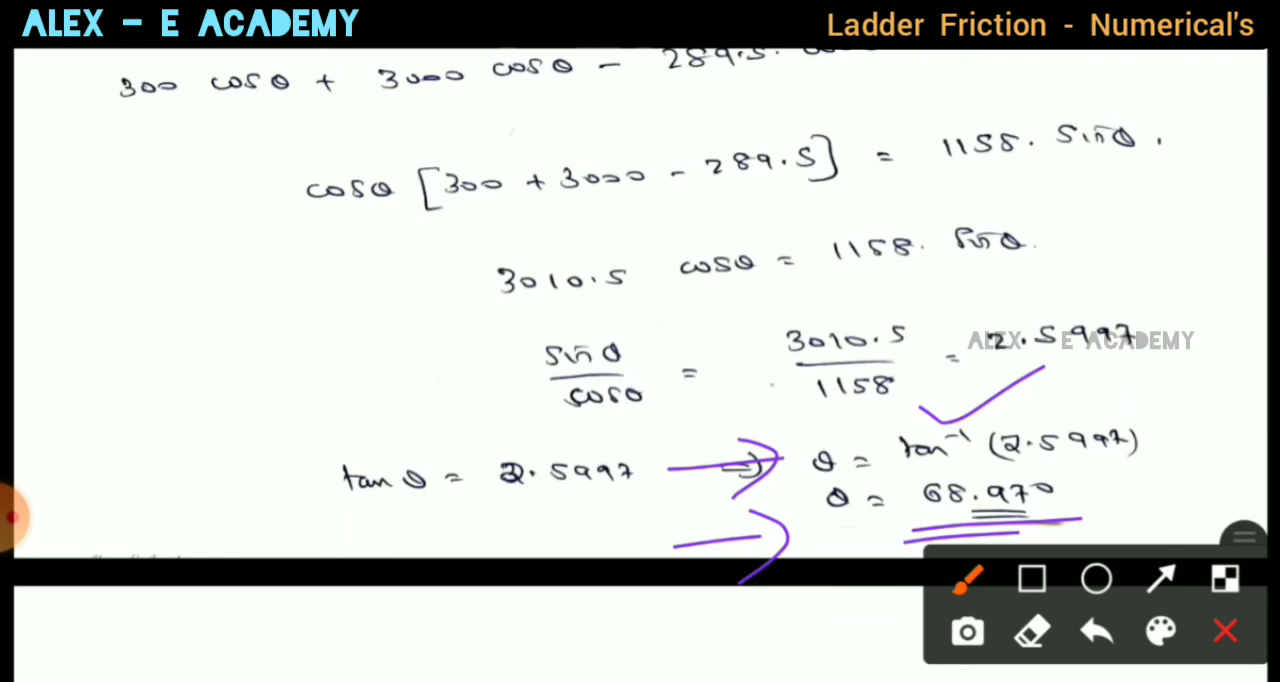 ALEX - E ACADEMY
Ladder Friction - Numerical's
300 cosθ + 3000 cosθ - 289.5.
cosθ [300 + 3000 - 289.5] = 1158. sinθ.
3010.5 cosθ = 1158. sinθ.
sinθ / cosθ = 3010.5 / 1158 = 2.5997
ALEX - E ACADEMY
tanθ = 2.5997 ⇒ θ = tan⁻¹ (2.5997)
θ = 68.97°